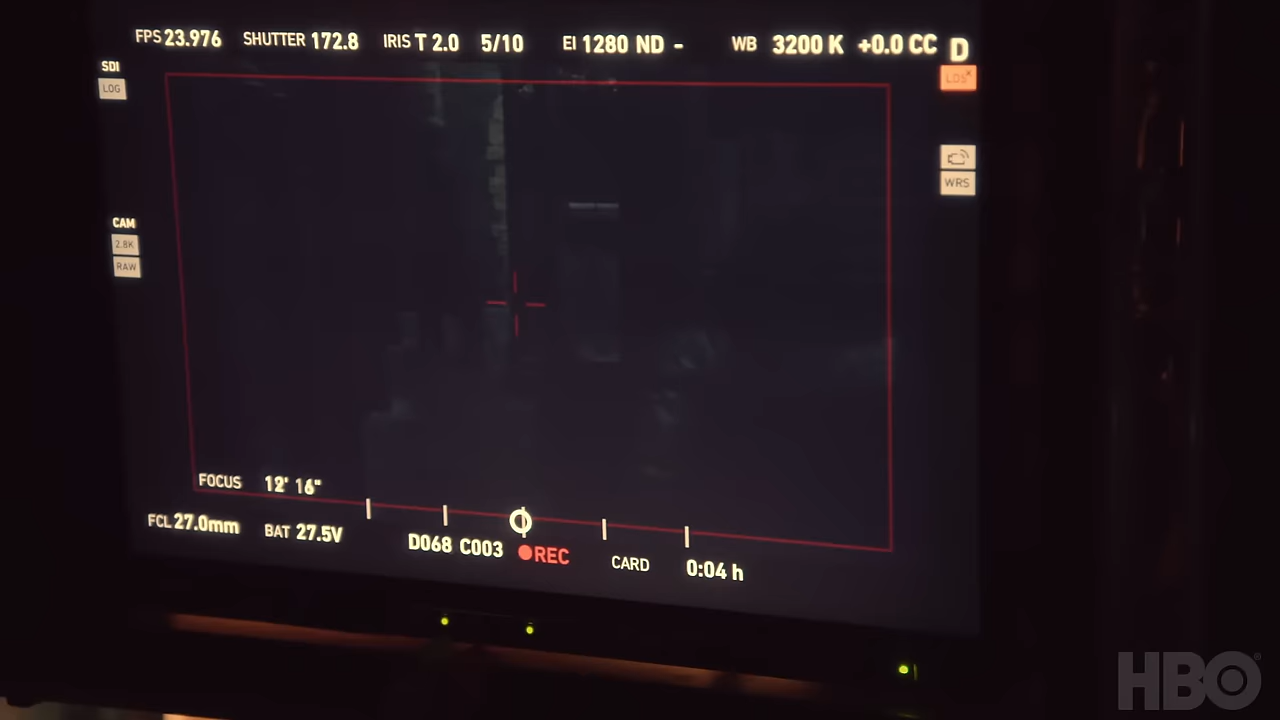 FPS 23.976 SHUTTER 172.8 IRIS T 2.0 5/10 EI 1280 ND - WB 3200 K +0.0 CC D
SDI
LOG
LDS
WRS
CAM
2.8K
RAW
FOCUS 12' 16"
FCL 27.0mm BAT 27.5V D068 C003 REC CARD 0:04 h
HBO®